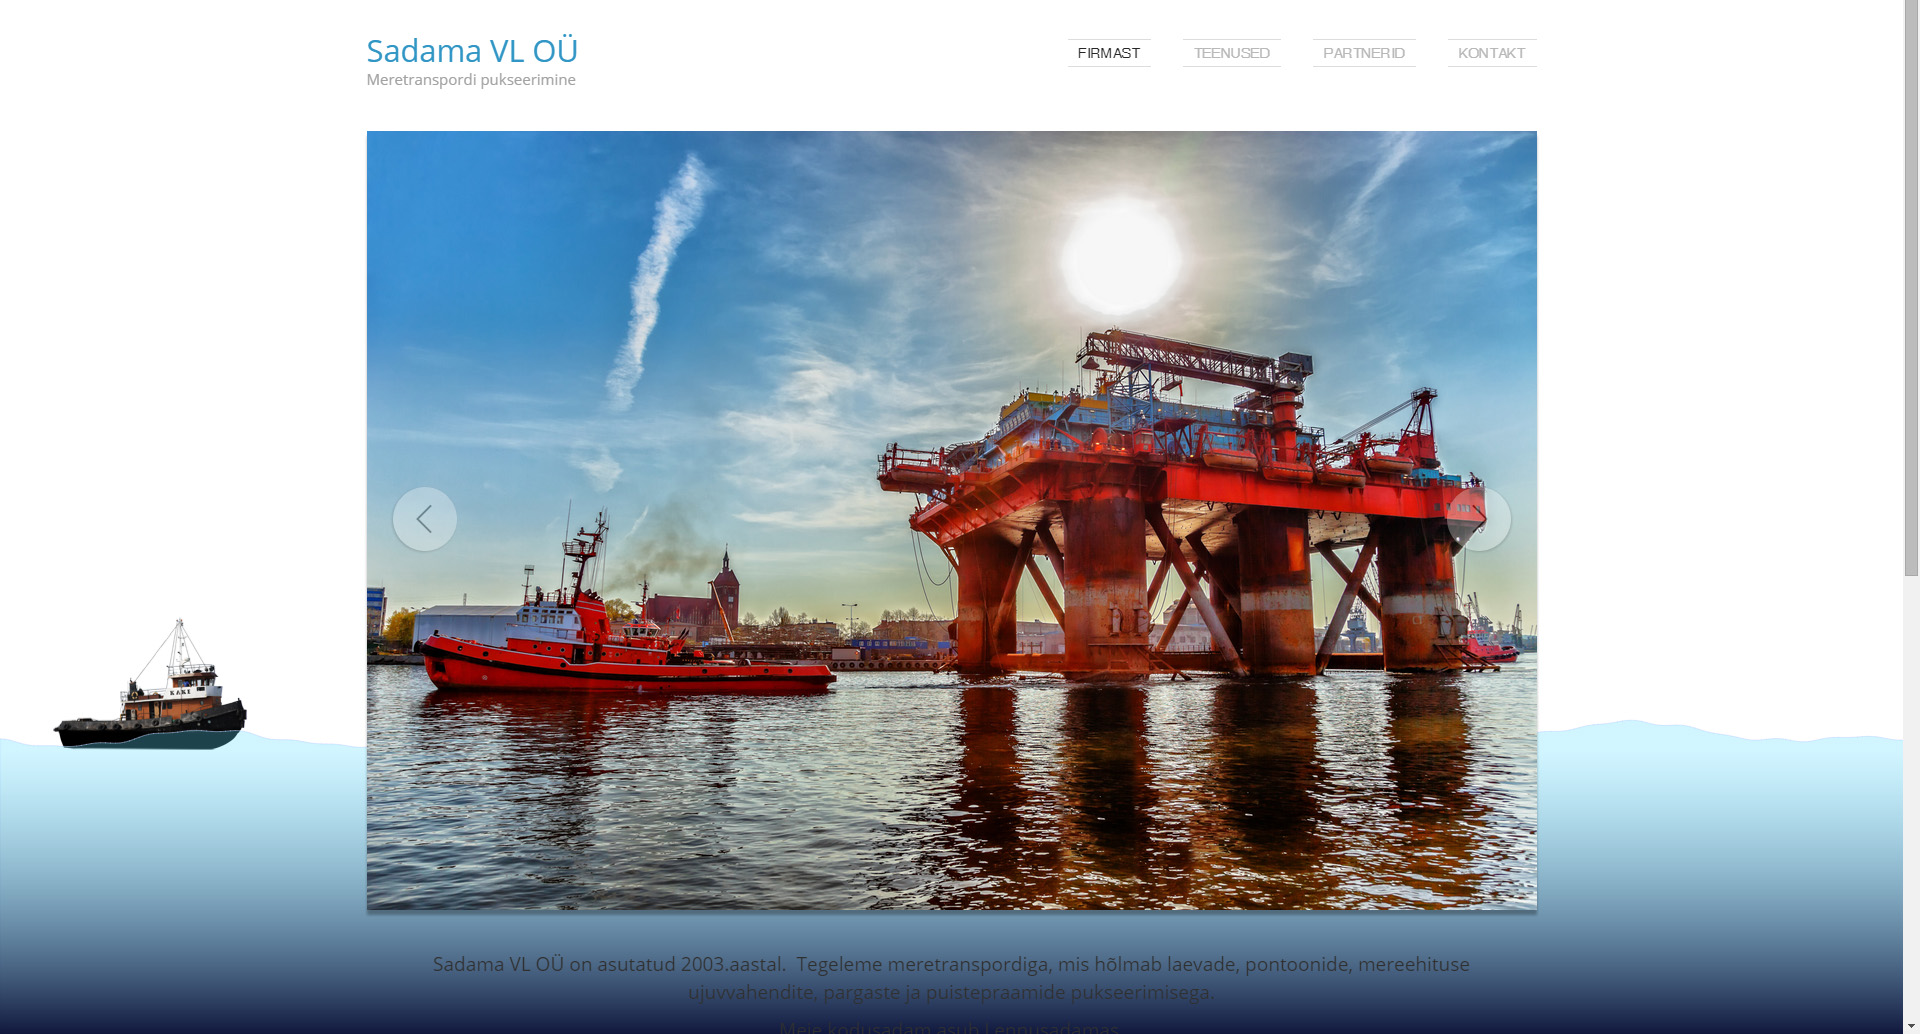 Sadama VL OÜ
Meretranspordi pukseerimine
FIRMAST TEENUSED PARTNERID KONTAKT
KAKE
Sadama VL OÜ on asutatud 2003.aastal.  Tegeleme meretranspordiga, mis hõlmab laevade, pontoonide, mereehituse
ujuvvahendite, pargaste ja puistepraamide pukseerimisega.
Meie kodusadam asub Lennusadamas.